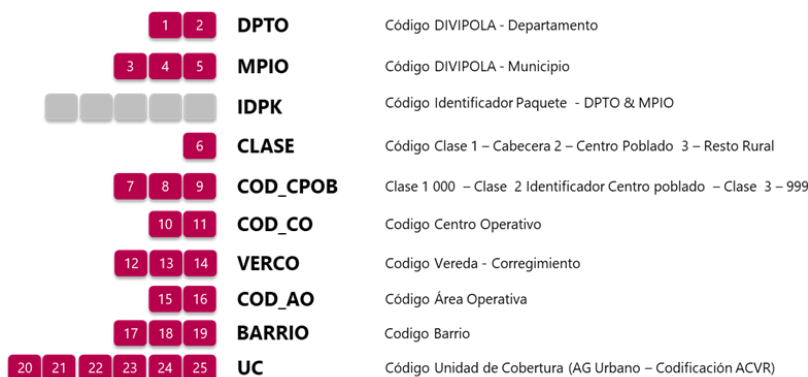 1 2 DPTO Código DIVIPOLA - Departamento
3 4 5 MPIO Código DIVIPOLA - Municipio
IDPK Código Identificador Paquete - DPTO & MPIO
6 CLASE Código Clase 1 – Cabecera 2 – Centro Poblado 3 – Resto Rural
7 8 9 COD_CPOB Clase 1 000 – Clase 2 Identificador Centro poblado – Clase 3 – 999
10 11 COD_CO Codigo Centro Operativo
12 13 14 VERCO Codigo Vereda - Corregimiento
15 16 COD_AO Código Área Operativa
17 18 19 BARRIO Codigo Barrio
20 21 22 23 24 25 UC Código Unidad de Cobertura (AG Urbano – Codificación ACVR)